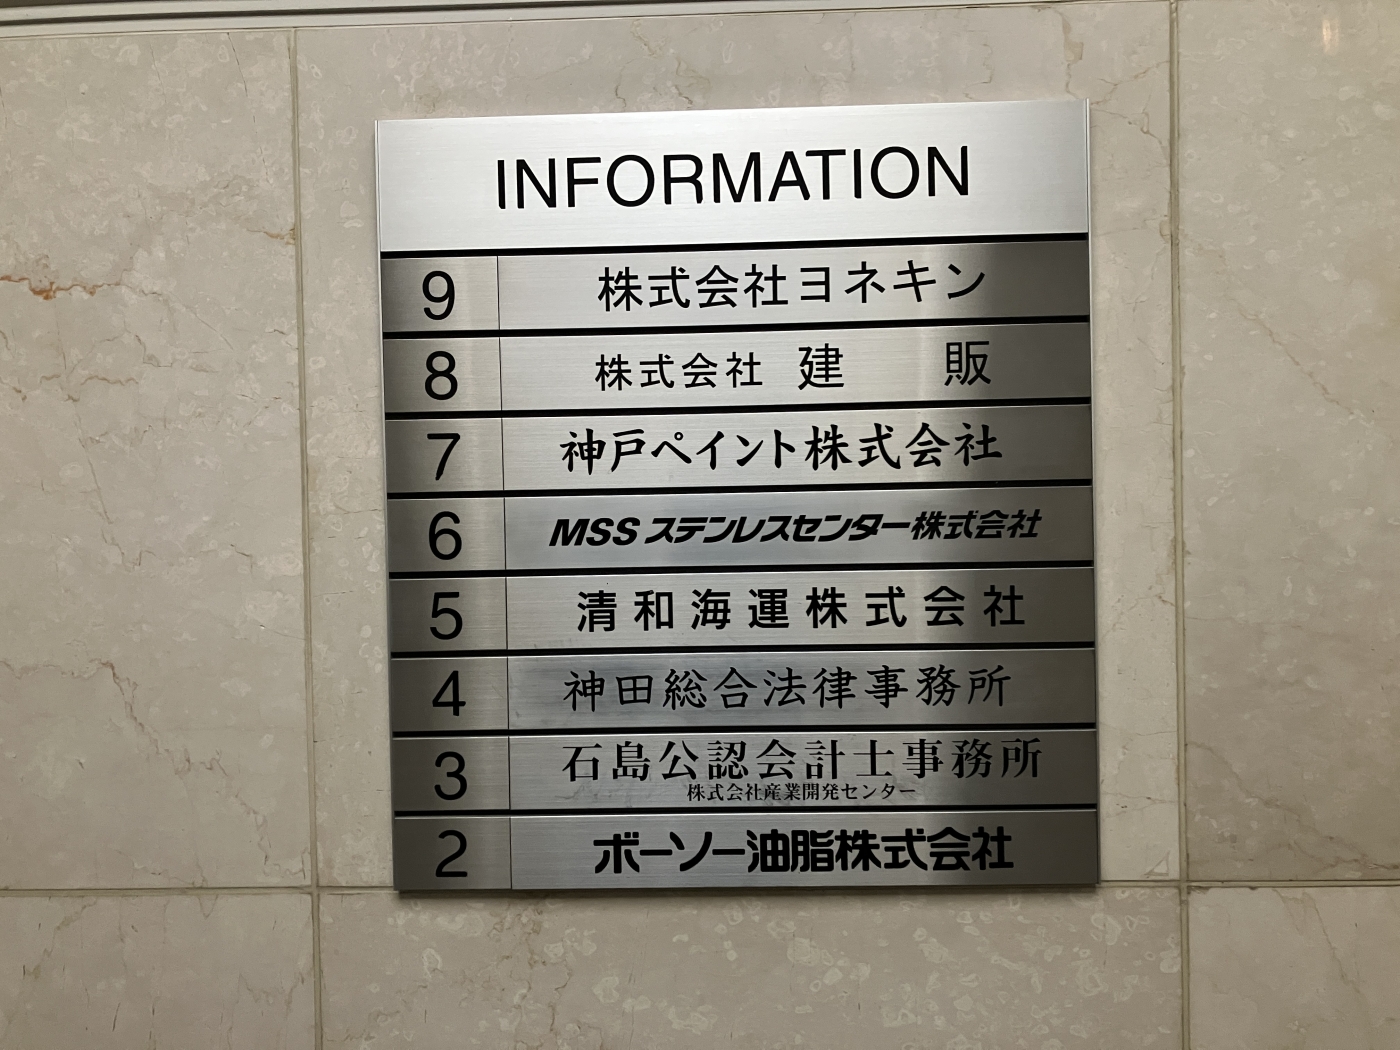 INFORMATION
9 株式会社ヨネキン
8 株式会社 建 販
7 神戸ペイント株式会社
6 MSS ステンレスセンター株式会社
5 清和海運株式会社
4 神田総合法律事務所
3 石島公認会計士事務所
株式会社産業開発センター
2 ボーソー油脂株式会社